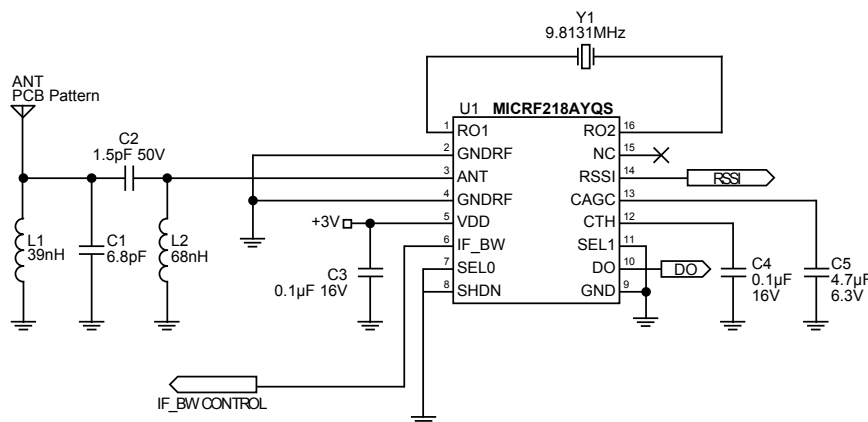 Y1
9.8131MHz
ANT
PCB Pattern
U1 MICRF218AYQS
C2
1.5pF 50V
1 RO1 RO2 16
2 GNDRF NC 15
3 ANT RSSI 14 RSSI
4 GNDRF CAGC 13
+3V 5 VDD CTH 12
6 IF_BW SEL1 11
7 SEL0 DO 10 DO
8 SHDN GND 9
L1
39nH
C1
6.8pF
L2
68nH
C3
0.1µF 16V
C4
0.1µF
16V
C5
4.7µF
6.3V
IF_BW CONTROL